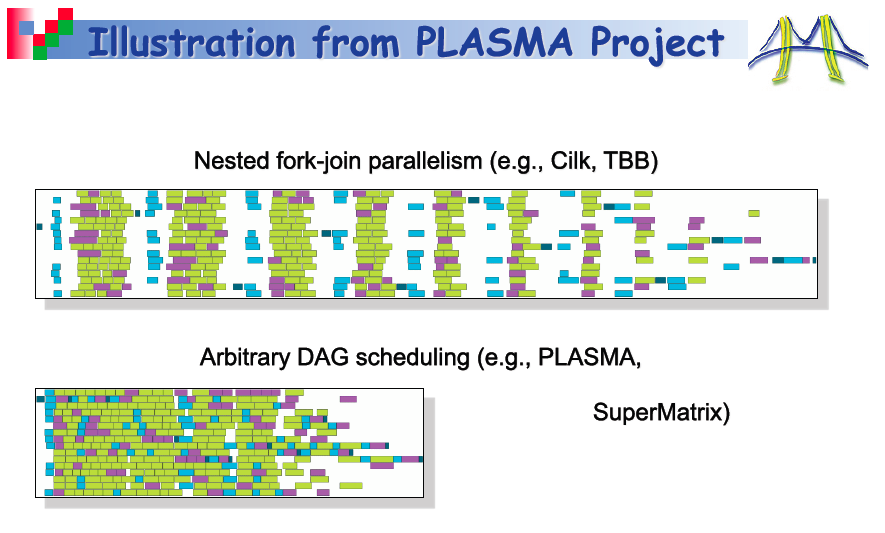 Illustration from PLASMA Project
Nested fork-join parallelism (e.g., Cilk, TBB)
Arbitrary DAG scheduling (e.g., PLASMA,
SuperMatrix)